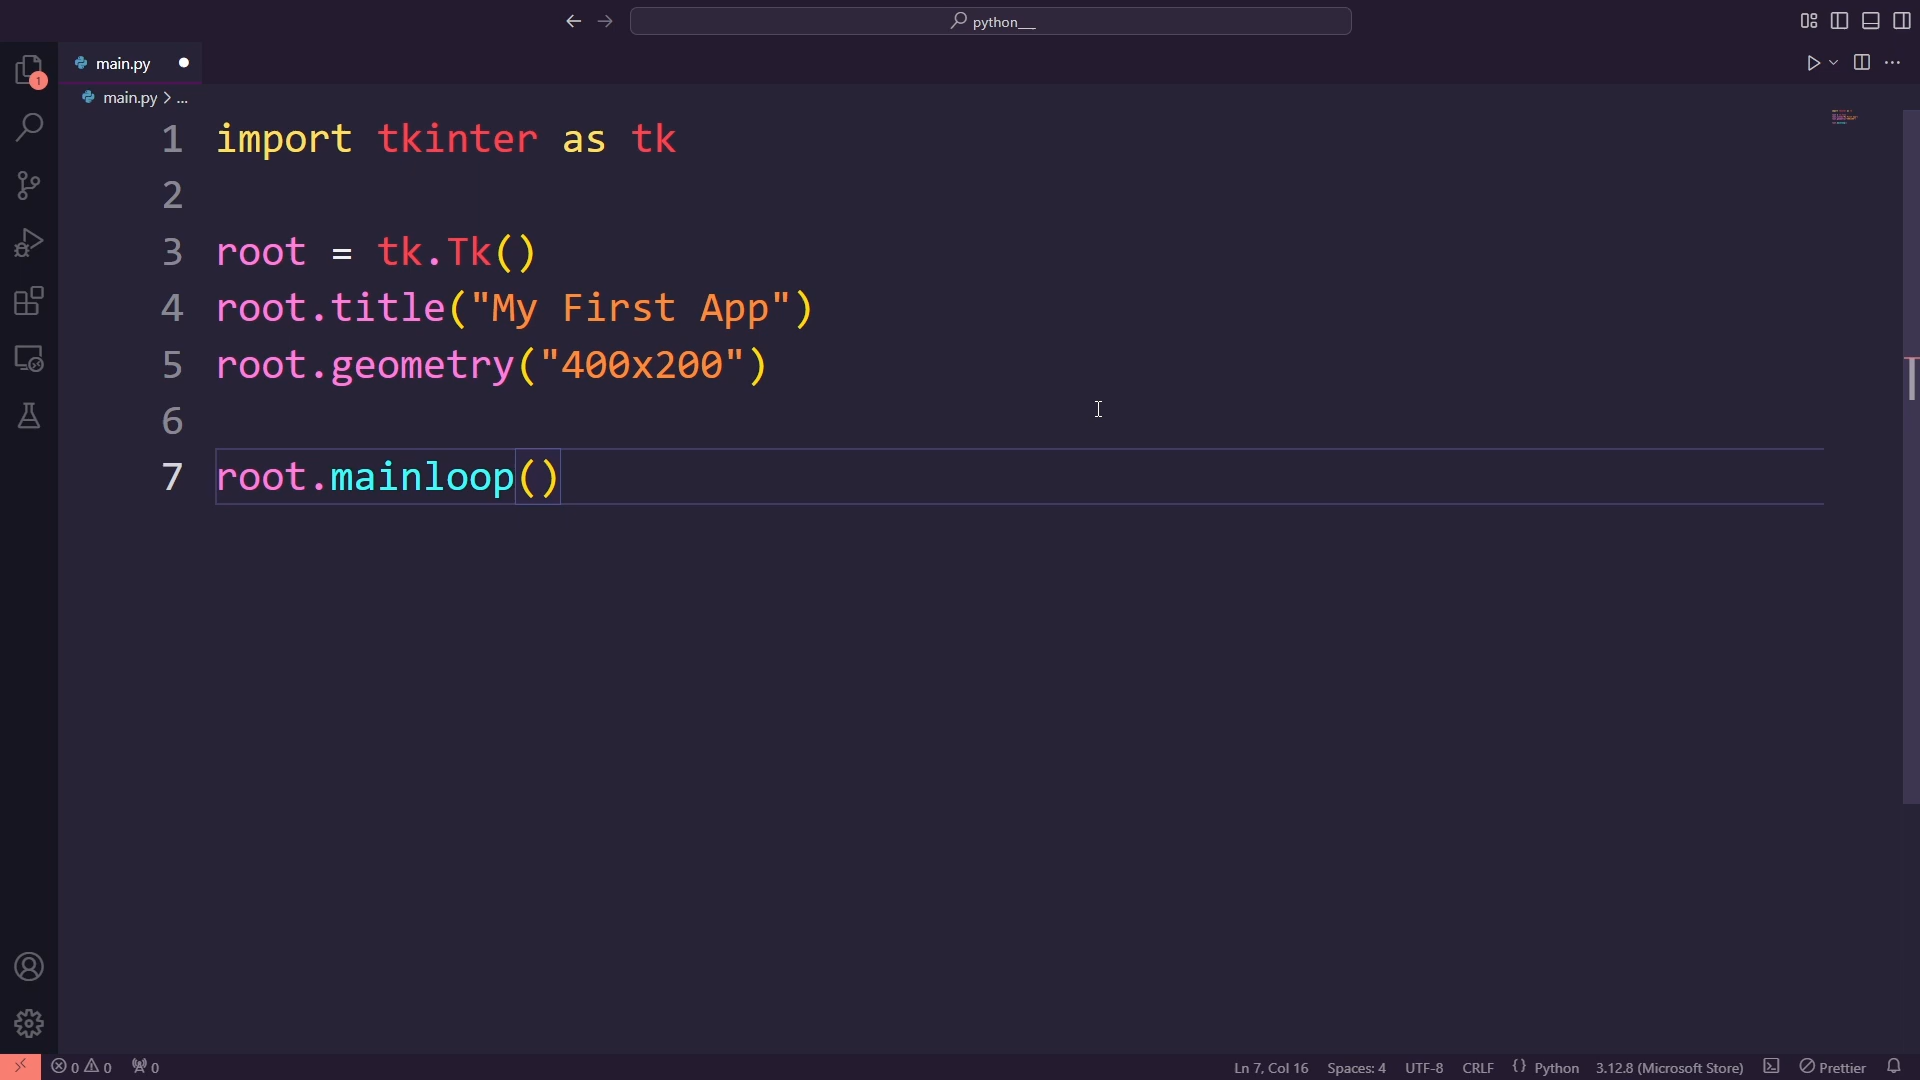 python___
main.py
main.py > ...
1
1 import tkinter as tk
2
3 root = tk.Tk()
4 root.title("My First App")
5 root.geometry("400x200")
6
7 root.mainloop()
0 0 0
Ln 7, Col 16 Spaces: 4 UTF-8 CRLF {} Python 3.12.8 (Microsoft Store) Prettier